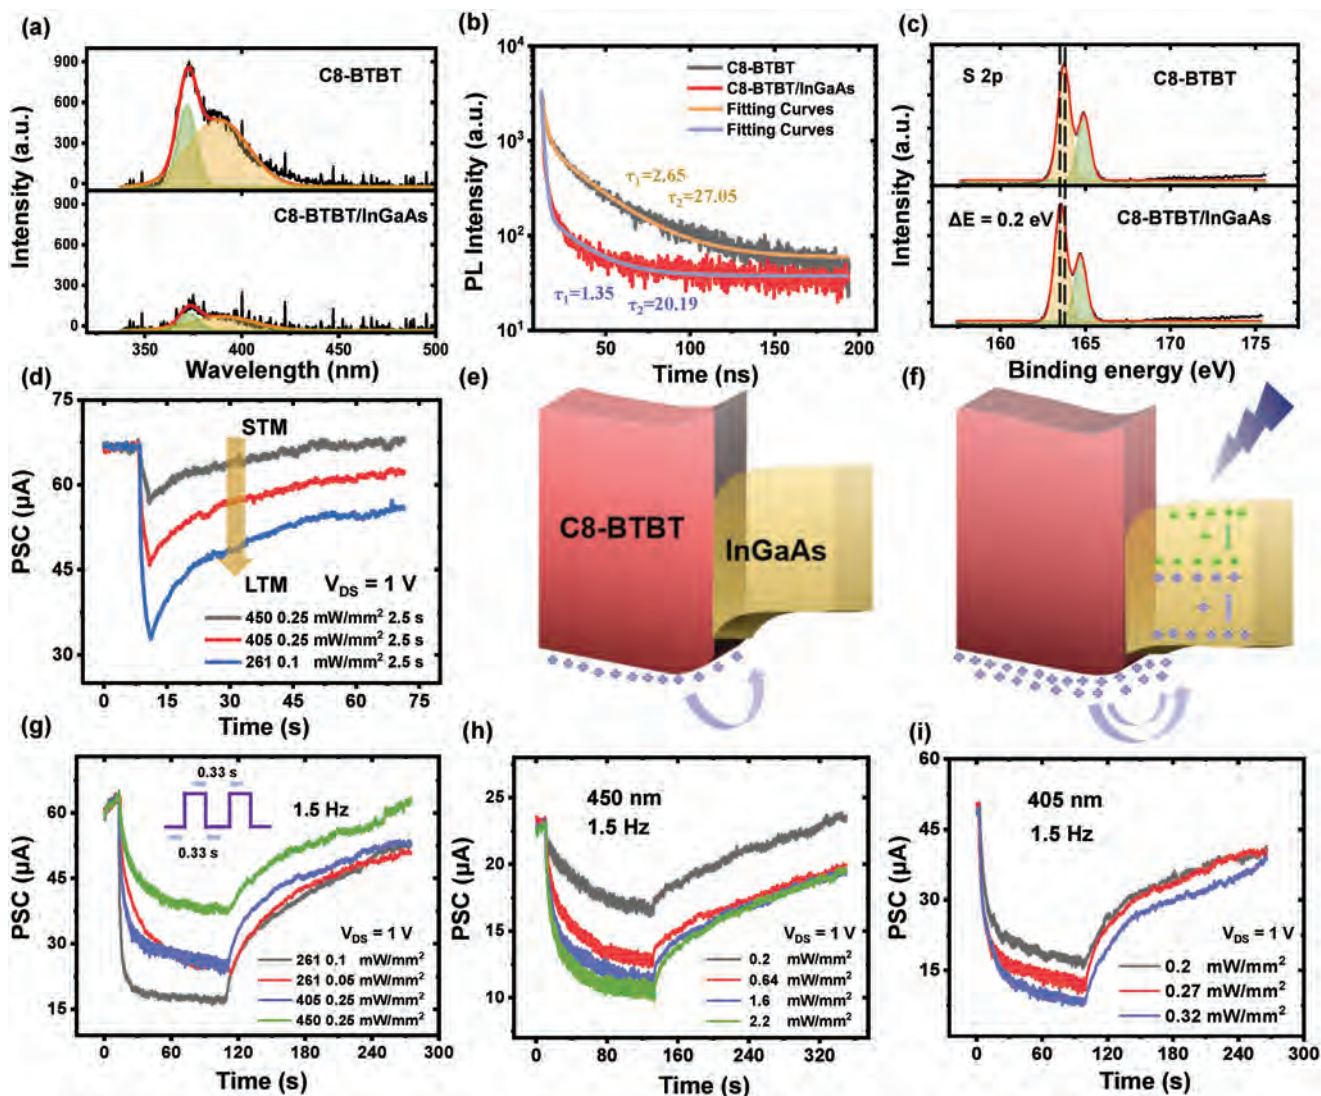 (a)
900
600
300
0
900
600
300
0
C8-BTBT
C8-BTBT/InGaAs
Intensity (a.u.)
350 400 450 500
Wavelength (nm)
(b)
10⁴
10³
10²
10¹
PL Intensity (a.u.)
C8-BTBT
C8-BTBT/InGaAs
Fitting Curves
Fitting Curves
τ₁=2.65
τ₂=27.05
τ₁=1.35
τ₂=20.19
50 100 150 200
Time (ns)
(c)
Intensity (a.u.)
S 2p
C8-BTBT
ΔE = 0.2 eV
C8-BTBT/InGaAs
160 165 170 175
Binding energy (eV)
(d)
75
60
45
30
PSC (μA)
STM
LTM
V_DS = 1 V
450 0.25 mW/mm² 2.5 s
405 0.25 mW/mm² 2.5 s
261 0.1 mW/mm² 2.5 s
0 15 30 45 60 75
Time (s)
(e)
C8-BTBT
InGaAs
(f)
(g)
60
45
30
15
PSC (μA)
0.33 s
0.33 s
1.5 Hz
V_DS = 1 V
261 0.1 mW/mm²
261 0.05 mW/mm²
405 0.25 mW/mm²
450 0.25 mW/mm²
0 60 120 180 240 300
Time (s)
(h)
25
20
15
10
PSC (μA)
450 nm
1.5 Hz
V_DS = 1 V
0.2 mW/mm²
0.64 mW/mm²
1.6 mW/mm²
2.2 mW/mm²
0 80 160 240 320
Time (s)
(i)
60
45
30
15
PSC (μA)
405 nm
1.5 Hz
V_DS = 1 V
0.2 mW/mm²
0.27 mW/mm²
0.32 mW/mm²
0 60 120 180 240 300
Time (s)